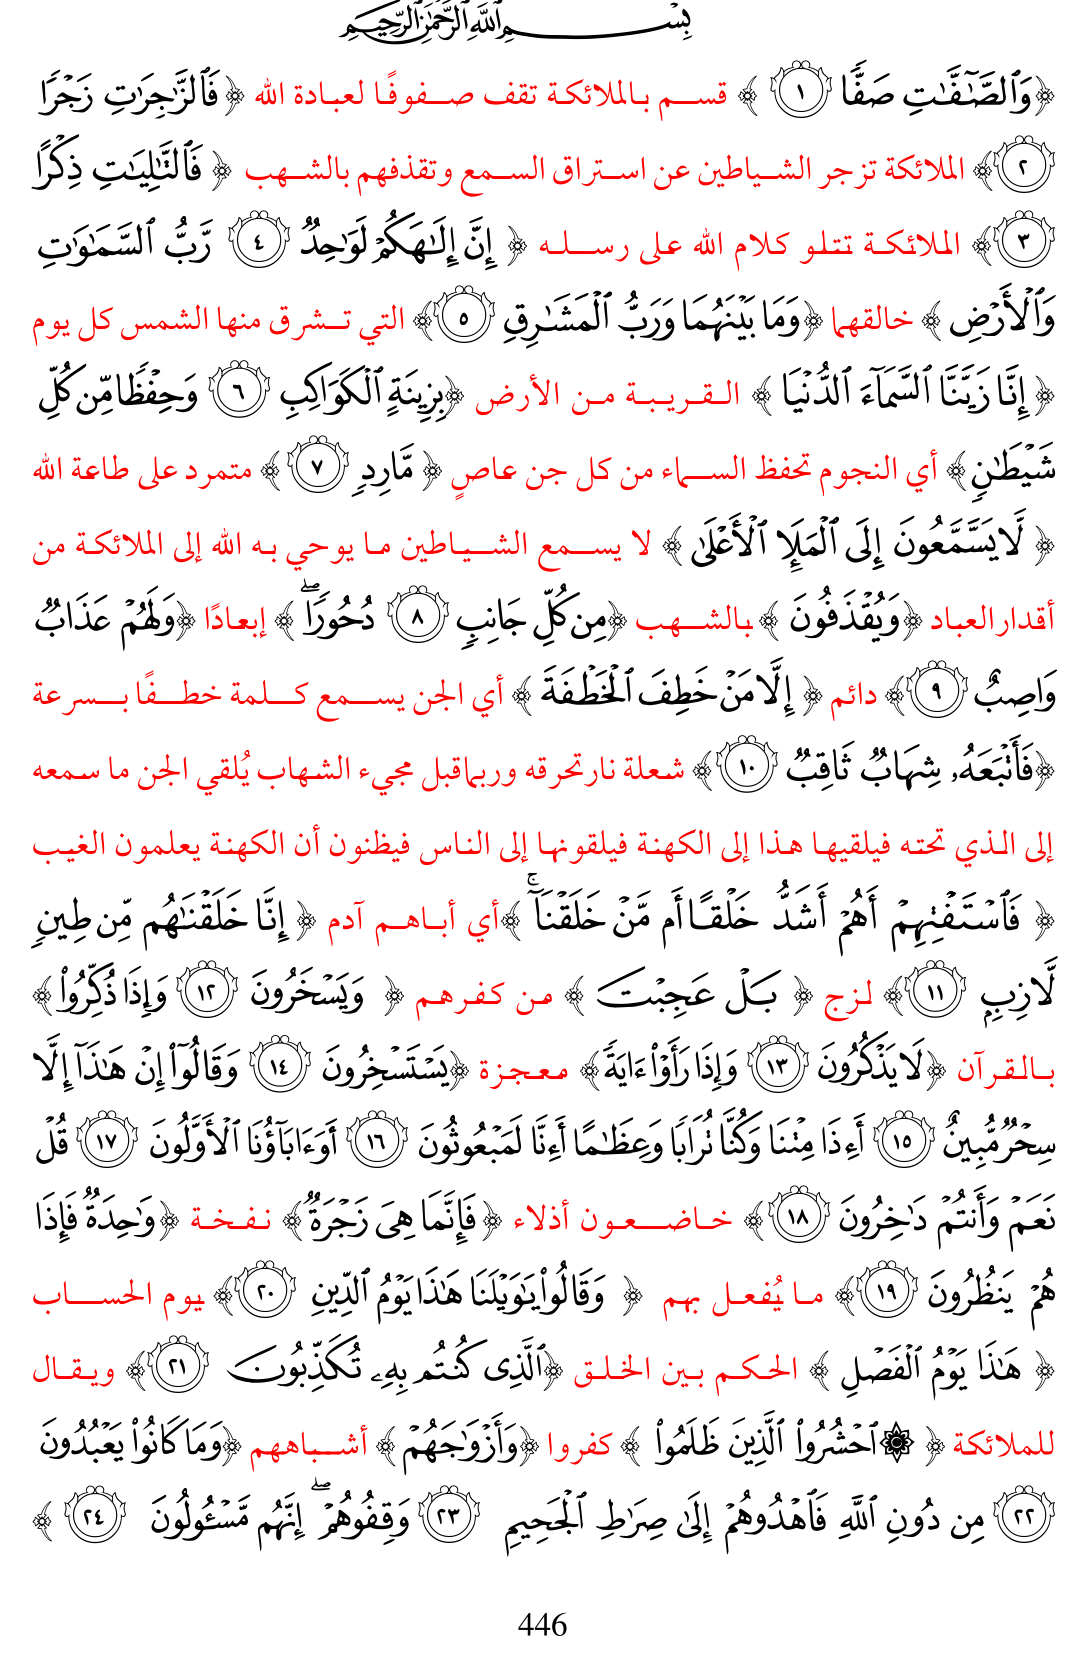 بِسْمِ ٱللَّهِ ٱلرَّحْمَٰنِ ٱلرَّحِيمِ
﴿وَٱلصَّٰٓفَّٰتِ صَفًّا ١ ﴾ قسم بالملائكة تقف صفوفًا لعبادة الله ﴿فَٱلزَّٰجِرَٰتِ زَجْرًا
٢﴾ الملائكة تزجر الشياطين عن استراق السمع وتقذفهم بالشهب ﴿ فَٱلتَّٰلِيَٰتِ ذِكْرًا
٣﴾ الملائكة تتلو كلام الله على رسله ﴿ إِنَّ إِلَٰهَكُمْ لَوَٰحِدٌ ٤ رَّبُّ ٱلسَّمَٰوَٰتِ
وَٱلْأَرْضِ ﴾ خالقهما ﴿وَمَا بَيْنَهُمَا وَرَبُّ ٱلْمَشَٰرِقِ ٥﴾ التي تشرق منها الشمس كل يوم
﴿ إِنَّا زَيَّنَّا ٱلسَّمَآءَ ٱلدُّنْيَا ﴾ القريبة من الأرض ﴿بِزِينَةٍ ٱلْكَوَاكِبِ ٦ وَحِفْظًا مِّن كُلِّ
شَيْطَٰنٍ﴾ أي النجوم تحفظ السماء من كل جن عاصٍ ﴿ مَّارِدٍ ٧ ﴾ متمرد على طاعة الله
﴿ لَّا يَسَّمَّعُونَ إِلَى ٱلْمَلَإِ ٱلْأَعْلَىٰ ﴾ لا يسمع الشياطين ما يوحي به الله إلى الملائكة من
أقدار العباد ﴿وَيُقْذَفُونَ ﴾ بالشهب ﴿مِن كُلِّ جَانِبٍ ٨ دُحُورًا ۖ ﴾ إبعادًا ﴿وَلَهُمْ عَذَابٌ
وَاصِبٌ ٩﴾ دائم ﴿ إِلَّا مَنْ خَطِفَ ٱلْخَطْفَةَ ﴾ أي الجن يسمع كلمة خطفًا بسرعة
﴿فَأَتْبَعَهُۥ شِهَابٌ ثَاقِبٌ ١٠﴾ شعلة نار تحرقه وربما قبل مجيء الشهاب يُلقي الجن ما سمعه
إلى الذي تحته فيلقيها هذا إلى الكهنة فيلقونها إلى الناس فيظنون أن الكهنة يعلمون الغيب
﴿ فَٱسْتَفْتِهِمْ أَهُمْ أَشَدُّ خَلْقًا أَم مَّنْ خَلَقْنَآ ۚ ﴾ أي أباهم آدم ﴿ إِنَّا خَلَقْنَٰهُم مِّن طِينٍ
لَّازِبٍ ١١﴾ لزج ﴿ بَلْ عَجِبْتَ ﴾ من كفرهم ﴿ وَيَسْخَرُونَ ١٢ وَإِذَا ذُكِّرُوا۟﴾
بالقرآن ﴿لَا يَذْكُرُونَ ١٣ وَإِذَا رَأَوْا۟ ءَايَةً﴾ معجزة ﴿يَسْتَسْخِرُونَ ١٤ وَقَالُوٓا۟ إِنْ هَٰذَآ إِلَّا
سِحْرٌ مُّبِينٌ ١٥ أَءِذَا مِتْنَا وَكُنَّا تُرَابًا وَعِظَٰمًا أَءِنَّا لَمَبْعُوثُونَ ١٦ أَوَءَابَآؤُنَا ٱلْأَوَّلُونَ ١٧ قُلْ
نَعَمْ وَأَنتُمْ دَٰخِرُونَ ١٨﴾ خاضعون أذلاء ﴿فَإِنَّمَا هِىَ زَجْرَةٌ﴾ نفخة ﴿وَٰحِدَةٌ فَإِذَا
هُمْ يَنظُرُونَ ١٩﴾ ما يُفعل بهم ﴿ وَقَالُوا۟ يَٰوَيْلَنَا هَٰذَا يَوْمُ ٱلدِّينِ ٢٠﴾ يوم الحساب
﴿ هَٰذَا يَوْمُ ٱلْفَصْلِ ﴾ الحكم بين الخلق ﴿ٱلَّذِى كُنتُم بِهِۦ تُكَذِّبُونَ ٢١﴾ ويقال
للملائكة ﴿ ۞ٱحْشُرُوا۟ ٱلَّذِينَ ظَلَمُوا۟ ﴾ كفروا ﴿وَأَزْوَٰجَهُمْ﴾ أشباههم ﴿وَمَا كَانُوا۟ يَعْبُدُونَ
٢٢ مِن دُونِ ٱللَّهِ فَٱهْدُوهُمْ إِلَىٰ صِرَٰطِ ٱلْجَحِيمِ ٢٣ وَقِفُوهُمْ ۖ إِنَّهُم مَّسْـُٔولُونَ ٢٤ ﴾
446